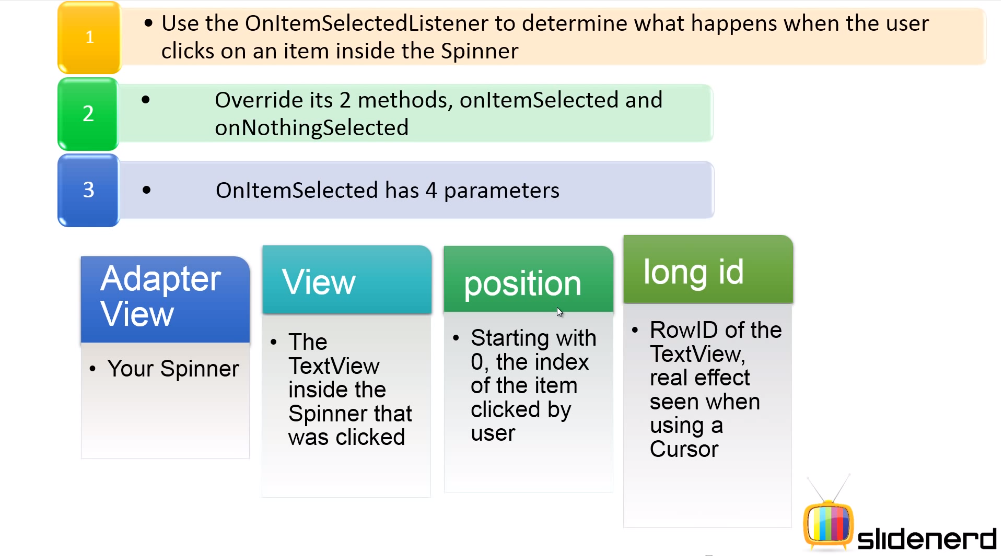 1
• Use the OnItemSelectedListener to determine what happens when the user
clicks on an item inside the Spinner
2
• Override its 2 methods, onItemSelected and
onNothingSelected
3
• OnItemSelected has 4 parameters
Adapter
View
• Your Spinner
View
• The
TextView
inside the
Spinner that
was clicked
position
• Starting with
0, the index
of the item
clicked by
user
long id
• RowID of the
TextView,
real effect
seen when
using a
Cursor
slidenerd